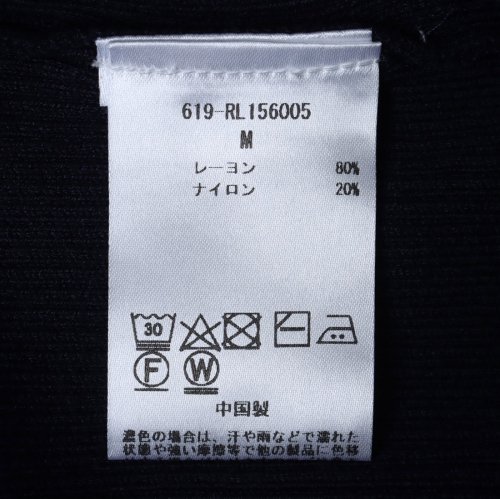 619-RL156005
M
レーヨン 80%
ナイロン 20%
30
F W
中国製
濃色の場合は、汗や雨などで濡れた
状態や強い摩擦等で他の製品に色移